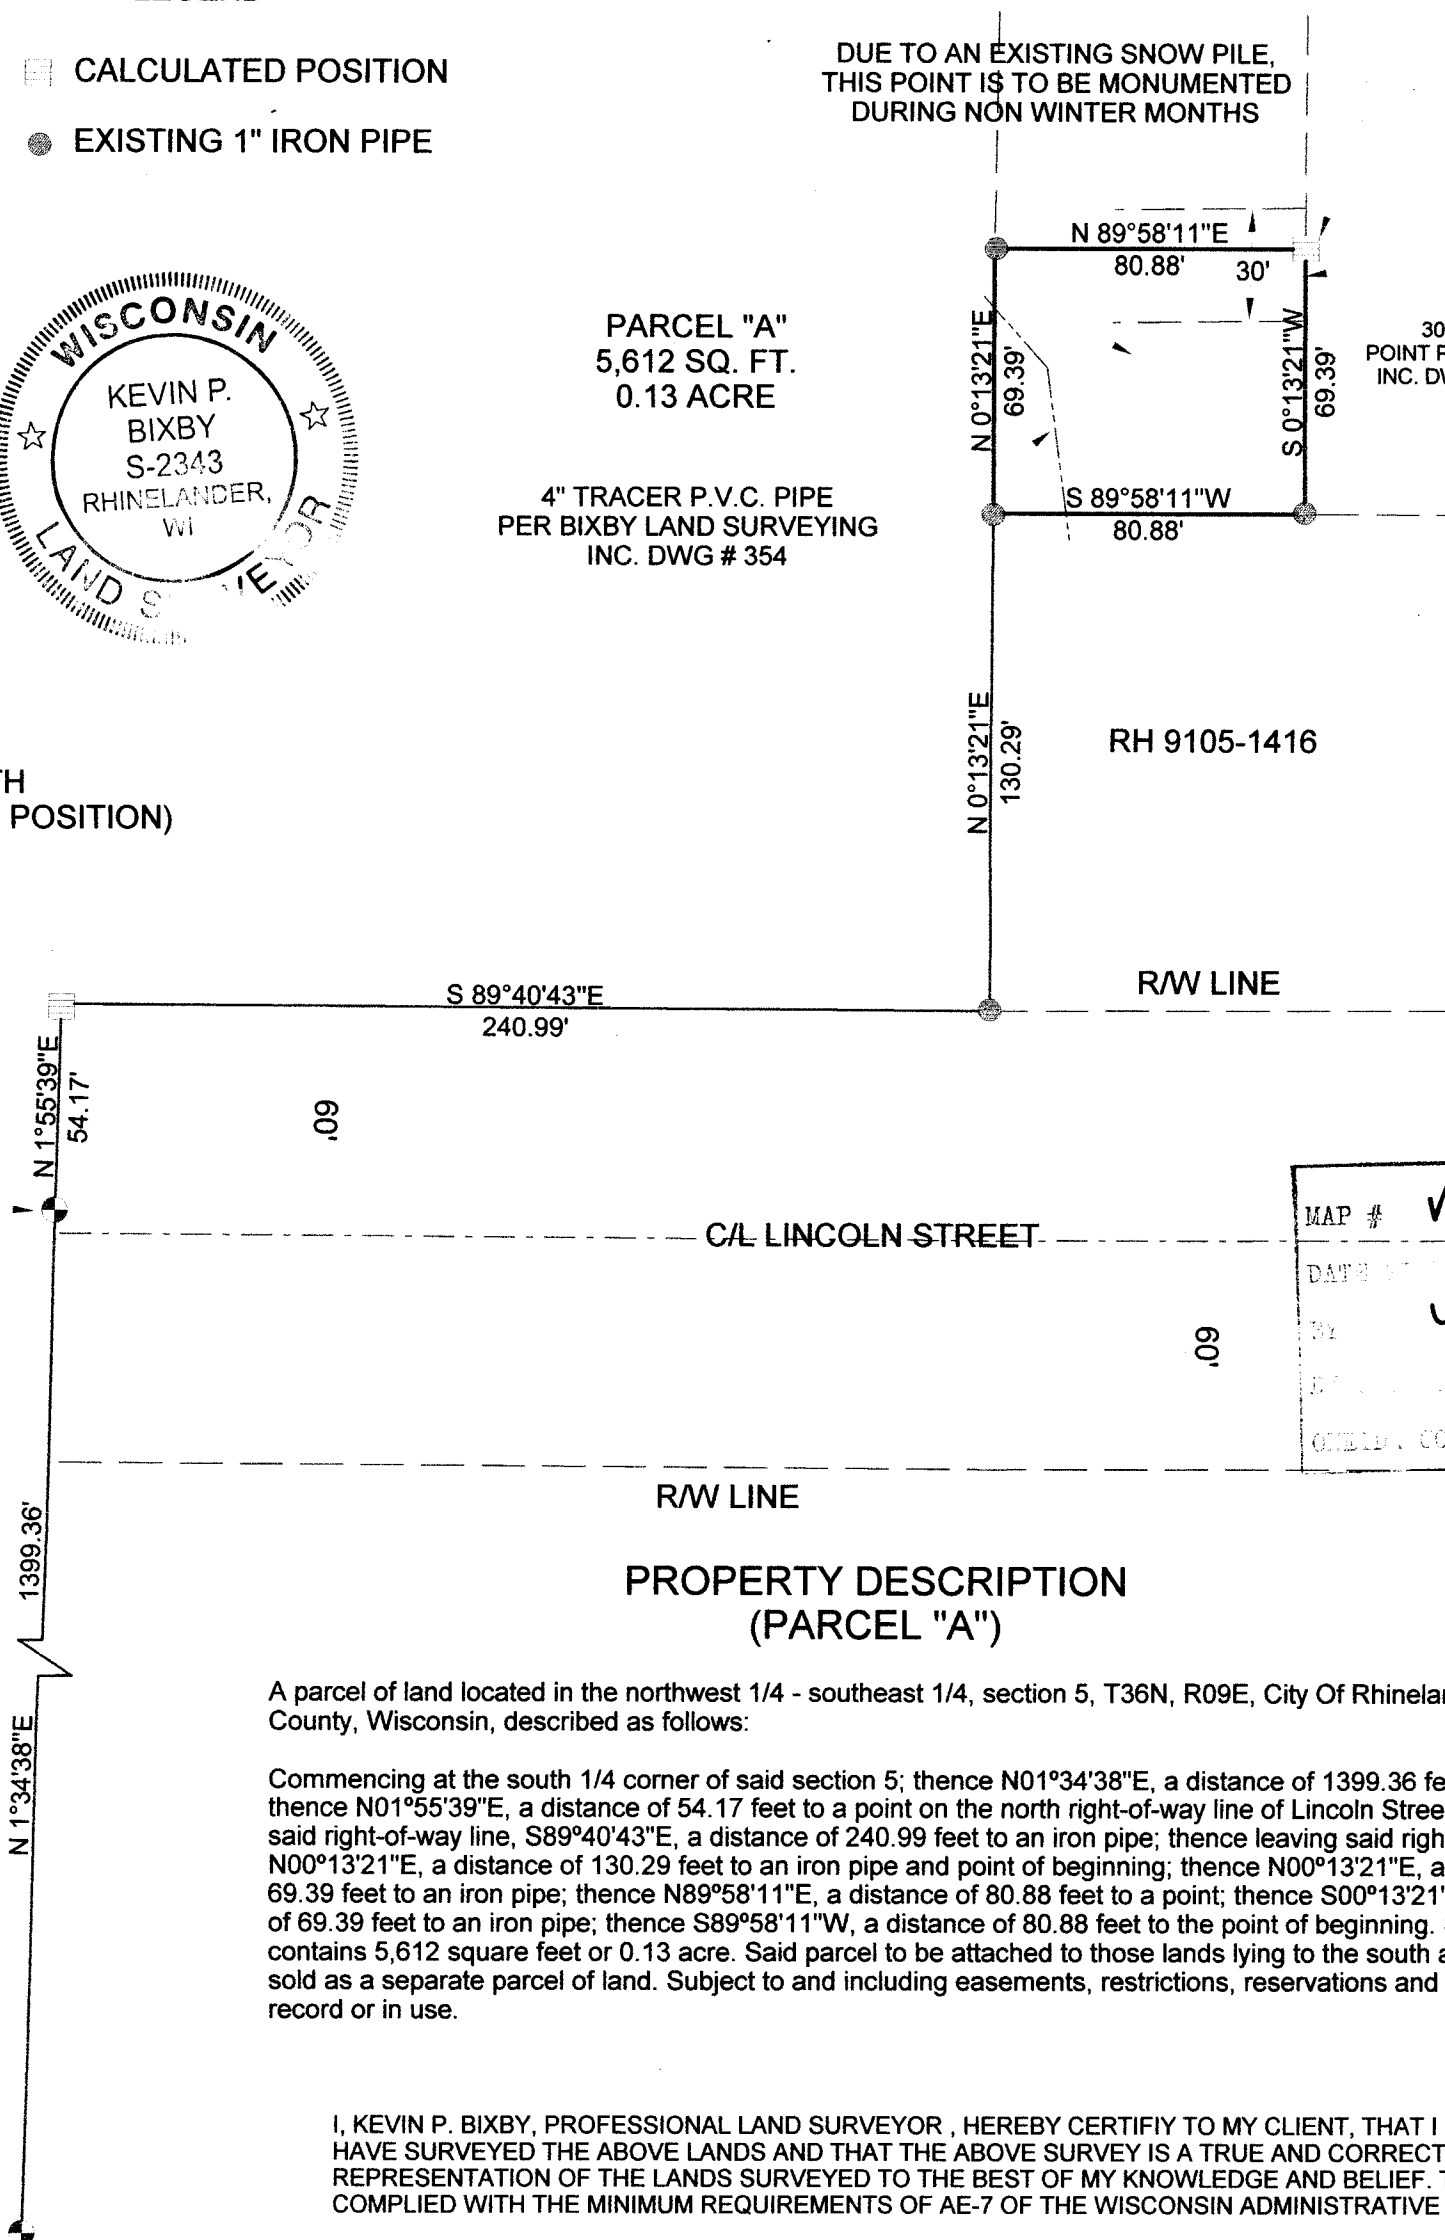 CALCULATED POSITION
EXISTING 1" IRON PIPE
DUE TO AN EXISTING SNOW PILE,
THIS POINT IS TO BE MONUMENTED
DURING NON WINTER MONTHS
N 89°58'11"E
80.88'
30'
N 0°13'21"E
69.39'
S 0°13'21"W
69.39'
30
POINT
INC.
S 89°58'11"W
80.88'
WISCONSIN
KEVIN P.
BIXBY
S-2343
RHINELANDER,
WI
LAND SURVEYOR
PARCEL "A"
5,612 SQ. FT.
0.13 ACRE
4" TRACER P.V.C. PIPE
PER BIXBY LAND SURVEYING
INC. DWG # 354
N 0°13'21"E
130.29'
RH 9105-1416
TH
POSITION)
R/W LINE
S 89°40'43"E
240.99'
N 1°55'39"E
54.17'
60'
C/L LINCOLN STREET
60'
MAP #
DATE
BY
R/W LINE
1399.36'
N 1°34'38"E
PROPERTY DESCRIPTION
(PARCEL "A")
A parcel of land located in the northwest 1/4 - southeast 1/4, section 5, T36N, R09E, City Of Rhinelan
County, Wisconsin, described as follows:
Commencing at the south 1/4 corner of said section 5; thence N01º34'38"E, a distance of 1399.36 fe
thence N01º55'39"E, a distance of 54.17 feet to a point on the north right-of-way line of Lincoln Stree
said right-of-way line, S89º40'43"E, a distance of 240.99 feet to an iron pipe; thence leaving said righ
N00º13'21"E, a distance of 130.29 feet to an iron pipe and point of beginning; thence N00º13'21"E, a
69.39 feet to an iron pipe; thence N89º58'11"E, a distance of 80.88 feet to a point; thence S00º13'21"
of 69.39 feet to an iron pipe; thence S89º58'11"W, a distance of 80.88 feet to the point of beginning.
contains 5,612 square feet or 0.13 acre. Said parcel to be attached to those lands lying to the south a
sold as a separate parcel of land. Subject to and including easements, restrictions, reservations and
record or in use.
I, KEVIN P. BIXBY, PROFESSIONAL LAND SURVEYOR , HEREBY CERTIFIY TO MY CLIENT, THAT I
HAVE SURVEYED THE ABOVE LANDS AND THAT THE ABOVE SURVEY IS A TRUE AND CORRECT
REPRESENTATION OF THE LANDS SURVEYED TO THE BEST OF MY KNOWLEDGE AND BELIEF.
COMPLIED WITH THE MINIMUM REQUIREMENTS OF AE-7 OF THE WISCONSIN ADMINISTRATIVE